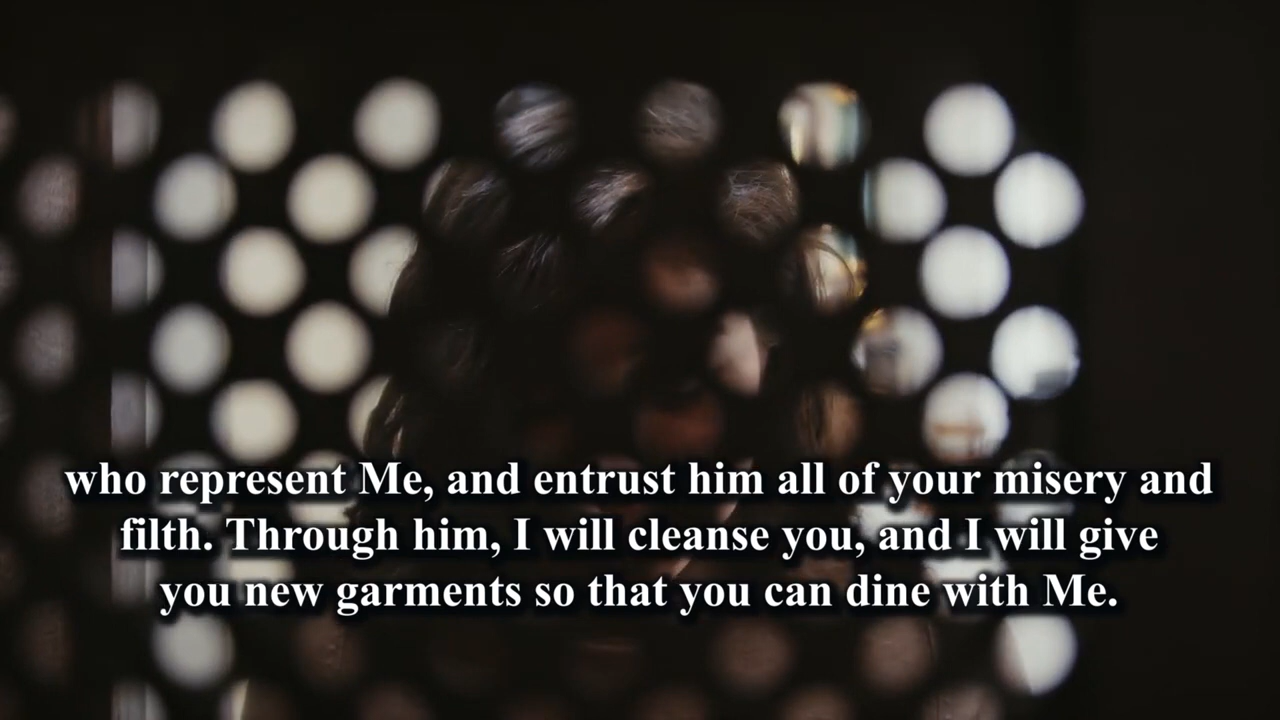 who represent Me, and entrust him all of your misery and
filth. Through him, I will cleanse you, and I will give
you new garments so that you can dine with Me.